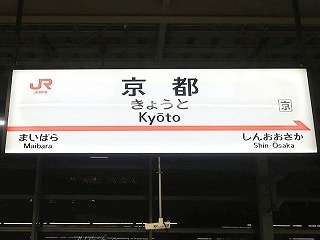 JR
京都
きょうと
Kyōto
京
まいばら
Maibara
しんおおさか
Shin-Ōsaka